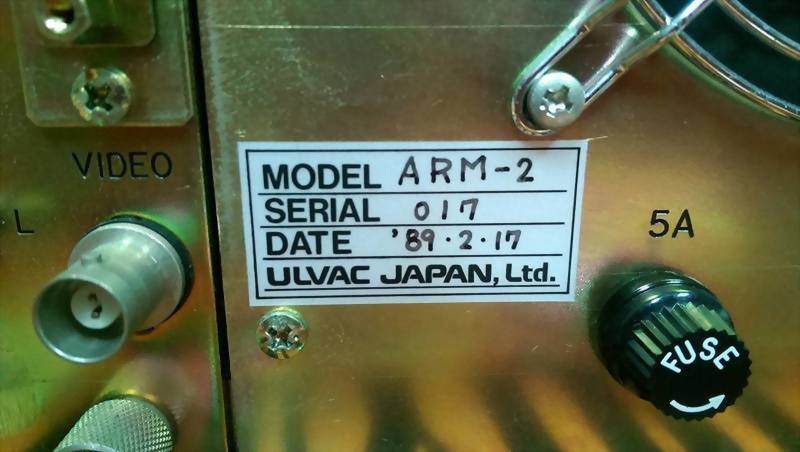 VIDEO
L
MODEL ARM-2
SERIAL 017
DATE '89·2·17
ULVAC JAPAN, Ltd.
5A
FUSE